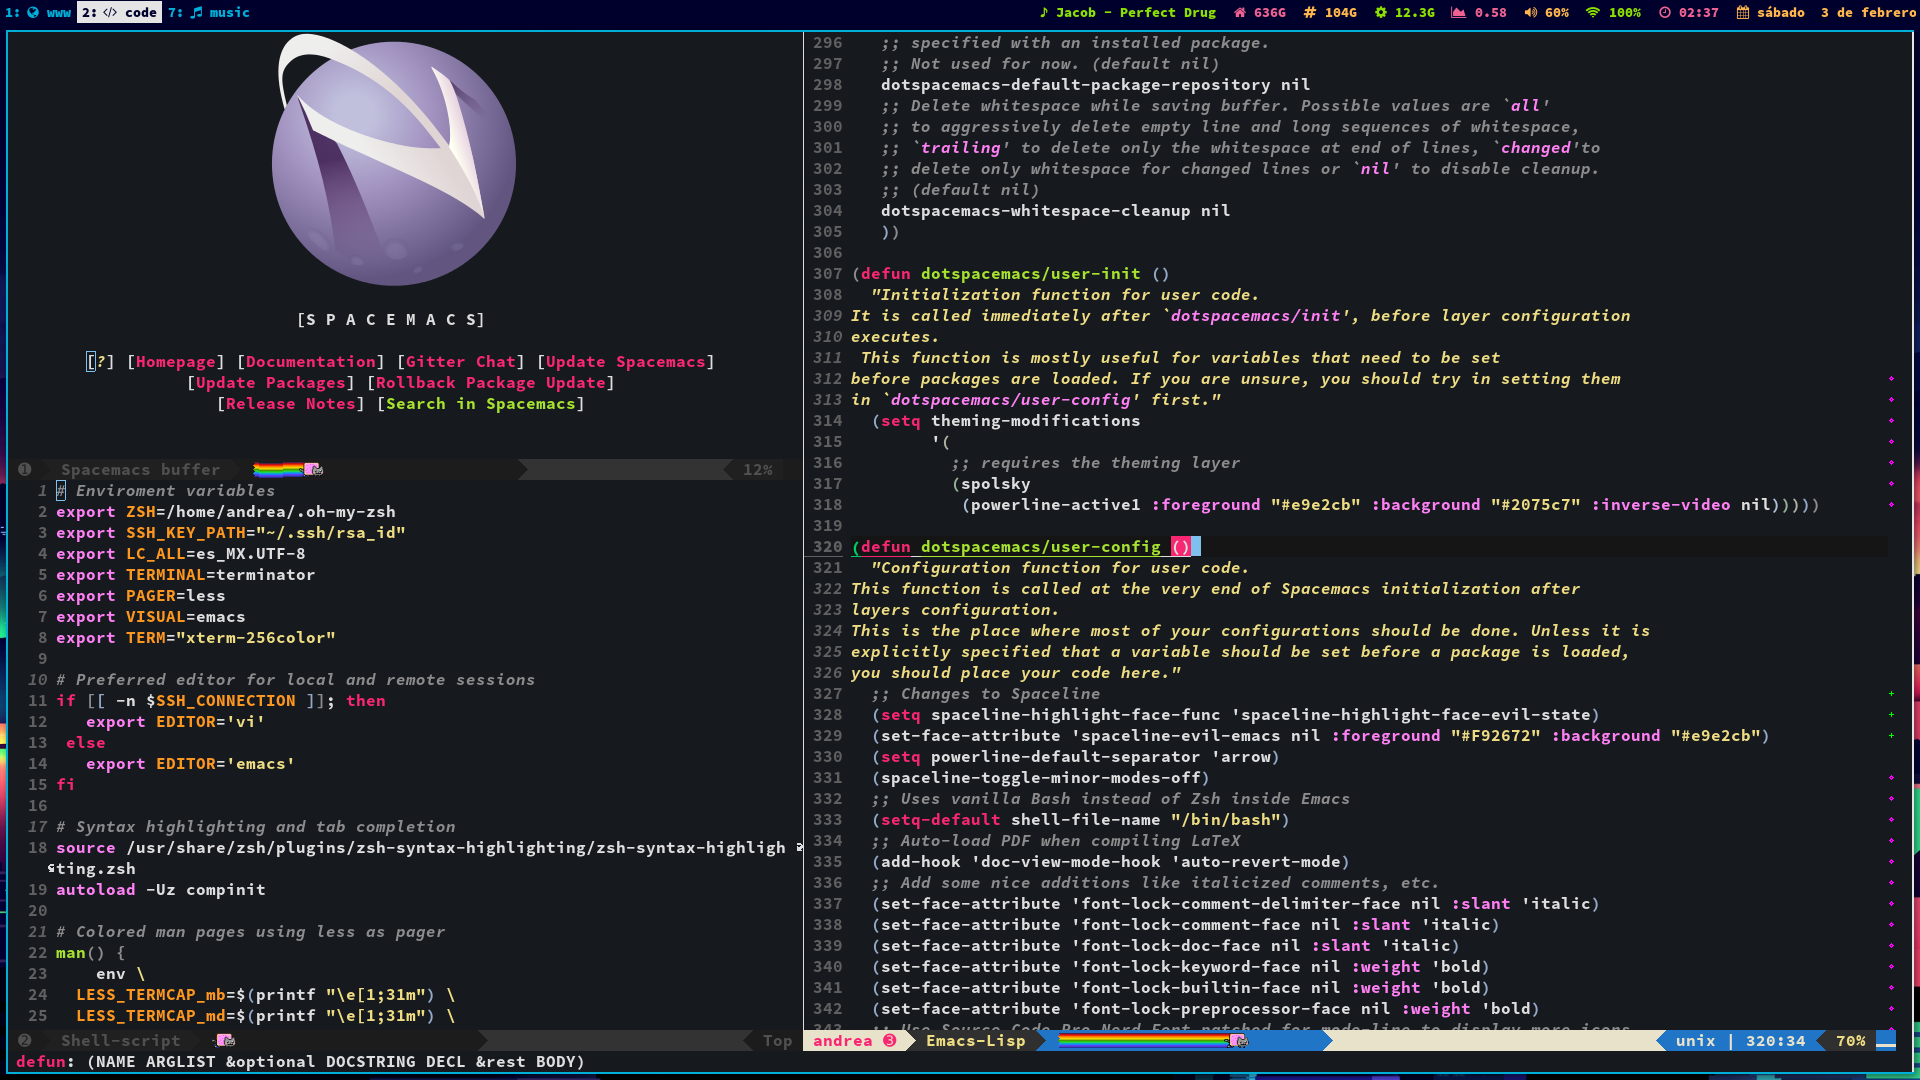 1: www 2: </> code 7: music
Jacob - Perfect Drug 636G 104G 12.3G 0.58 60% 100% 02:37 sábado 3 de febrero
[S P A C E M A C S]
[?] [Homepage] [Documentation] [Gitter Chat] [Update Spacemacs]
[Update Packages] [Rollback Package Update]
[Release Notes] [Search in Spacemacs]
1 Spacemacs buffer 12%
1 # Enviroment variables
2 export ZSH=/home/andrea/.oh-my-zsh
3 export SSH_KEY_PATH="~/.ssh/rsa_id"
4 export LC_ALL=es_MX.UTF-8
5 export TERMINAL=terminator
6 export PAGER=less
7 export VISUAL=emacs
8 export TERM="xterm-256color"
9
10 # Preferred editor for local and remote sessions
11 if [[ -n $SSH_CONNECTION ]]; then
12    export EDITOR='vi'
13  else
14    export EDITOR='emacs'
15 fi
16
17 # Syntax highlighting and tab completion
18 source /usr/share/zsh/plugins/zsh-syntax-highlighting/zsh-syntax-highligh
ting.zsh
19 autoload -Uz compinit
20
21 # Colored man pages using less as pager
22 man() {
23     env \
24   LESS_TERMCAP_mb=$(printf "\e[1;31m") \
25   LESS_TERMCAP_md=$(printf "\e[1;31m") \
2 Shell-script Top
296    ;; specified with an installed package.
297    ;; Not used for now. (default nil)
298    dotspacemacs-default-package-repository nil
299    ;; Delete whitespace while saving buffer. Possible values are `all'
300    ;; to aggressively delete empty line and long sequences of whitespace,
301    ;; `trailing' to delete only the whitespace at end of lines, `changed'to
302    ;; delete only whitespace for changed lines or `nil' to disable cleanup.
303    ;; (default nil)
304    dotspacemacs-whitespace-cleanup nil
305    ))
306
307 (defun dotspacemacs/user-init ()
308   "Initialization function for user code.
309 It is called immediately after `dotspacemacs/init', before layer configuration
310 executes.
311  This function is mostly useful for variables that need to be set
312 before packages are loaded. If you are unsure, you should try in setting them
313 in `dotspacemacs/user-config' first."
314   (setq theming-modifications
315         '(
316           ;; requires the theming layer
317           (spolsky
318            (powerline-active1 :foreground "#e9e2cb" :background "#2075c7" :inverse-video nil)))))
319
320 (defun dotspacemacs/user-config ()
321   "Configuration function for user code.
322 This function is called at the very end of Spacemacs initialization after
323 layers configuration.
324 This is the place where most of your configurations should be done. Unless it is
325 explicitly specified that a variable should be set before a package is loaded,
326 you should place your code here."
327   ;; Changes to Spaceline
328   (setq spaceline-highlight-face-func 'spaceline-highlight-face-evil-state)
329   (set-face-attribute 'spaceline-evil-emacs nil :foreground "#F92672" :background "#e9e2cb")
330   (setq powerline-default-separator 'arrow)
331   (spaceline-toggle-minor-modes-off)
332   ;; Uses vanilla Bash instead of Zsh inside Emacs
333   (setq-default shell-file-name "/bin/bash")
334   ;; Auto-load PDF when compiling LaTeX
335   (add-hook 'doc-view-mode-hook 'auto-revert-mode)
336   ;; Add some nice additions like italicized comments, etc.
337   (set-face-attribute 'font-lock-comment-delimiter-face nil :slant 'italic)
338   (set-face-attribute 'font-lock-comment-face nil :slant 'italic)
339   (set-face-attribute 'font-lock-doc-face nil :slant 'italic)
340   (set-face-attribute 'font-lock-keyword-face nil :weight 'bold)
341   (set-face-attribute 'font-lock-builtin-face nil :weight 'bold)
342   (set-face-attribute 'font-lock-preprocessor-face nil :weight 'bold)
343   ;; Use Source Code Pro Nerd Font patched for mode-line to display more icons
andrea 3 Emacs-Lisp unix | 320:34 70%
defun: (NAME ARGLIST &optional DOCSTRING DECL &rest BODY)